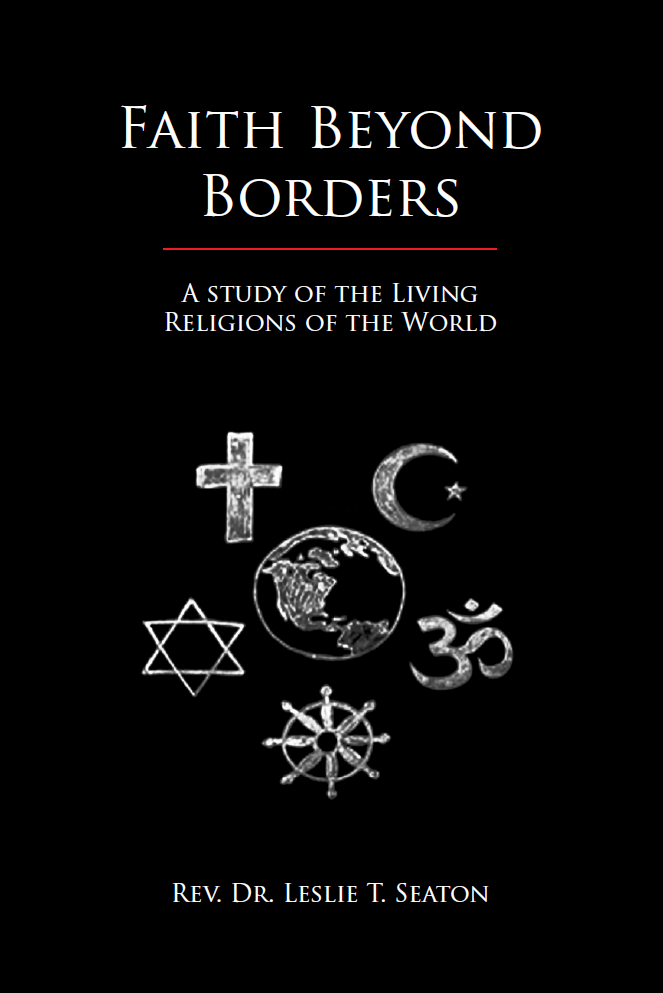 Faith Beyond
Borders
A study of the Living
Religions of the World
ॐ
Rev. Dr. Leslie T. Seaton